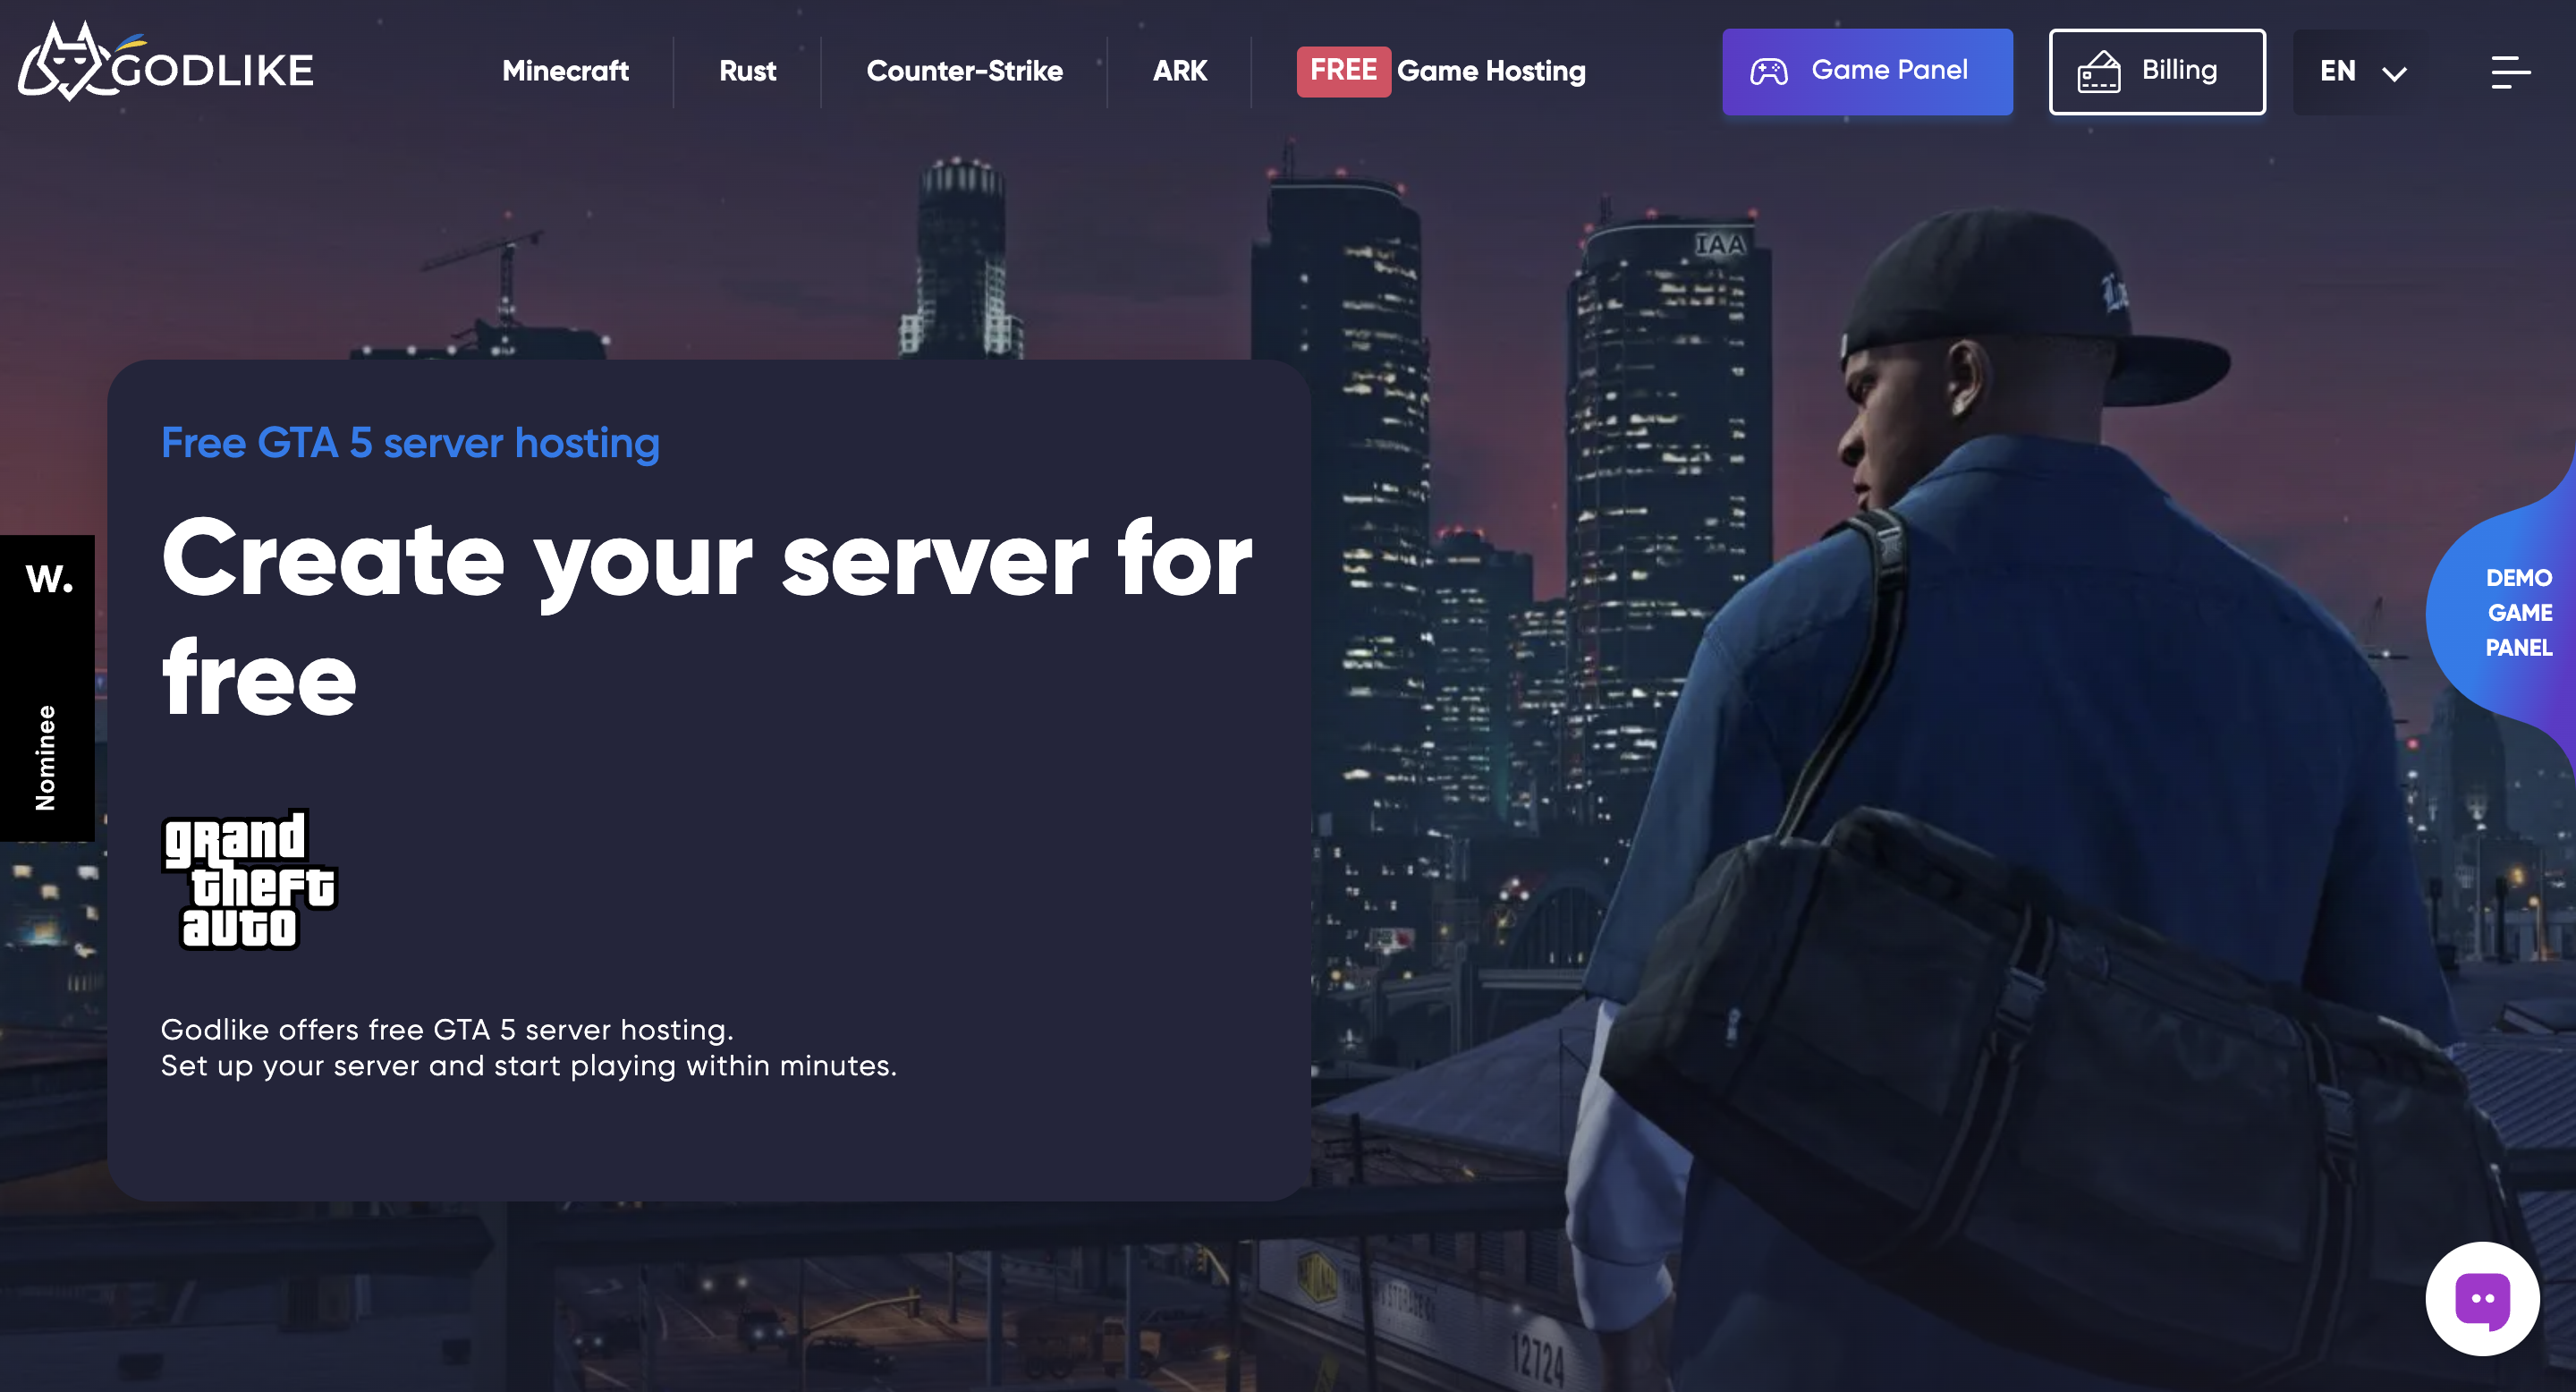 GODLIKE
Minecraft
Rust
Counter-Strike
ARK
FREE Game Hosting
Game Panel
Billing
EN
IAA
Free GTA 5 server hosting
Create your server for
free
W.
Nominee
DEMO
GAME
PANEL
grand
theft
auto
Godlike offers free GTA 5 server hosting.
Set up your server and start playing within minutes.
12724